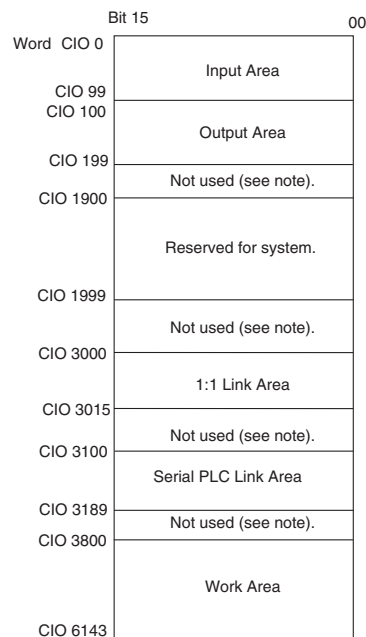 Bit 15
00
Word CIO 0
Input Area
CIO 99
CIO 100
Output Area
CIO 199
Not used (see note).
CIO 1900
Reserved for system.
CIO 1999
Not used (see note).
CIO 3000
1:1 Link Area
CIO 3015
Not used (see note).
CIO 3100
Serial PLC Link Area
CIO 3189
Not used (see note).
CIO 3800
Work Area
CIO 6143